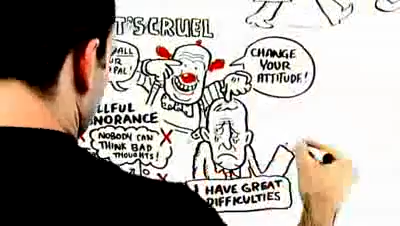 T'S CRUEL
ALL
UR
PAL!
CHANGE
YOUR
ATTITUDE!
LLFUL
NORANCE
NOBODY CAN
THINK BAD
THOUGHTS!
I HAVE GREAT
DIFFICULTIES